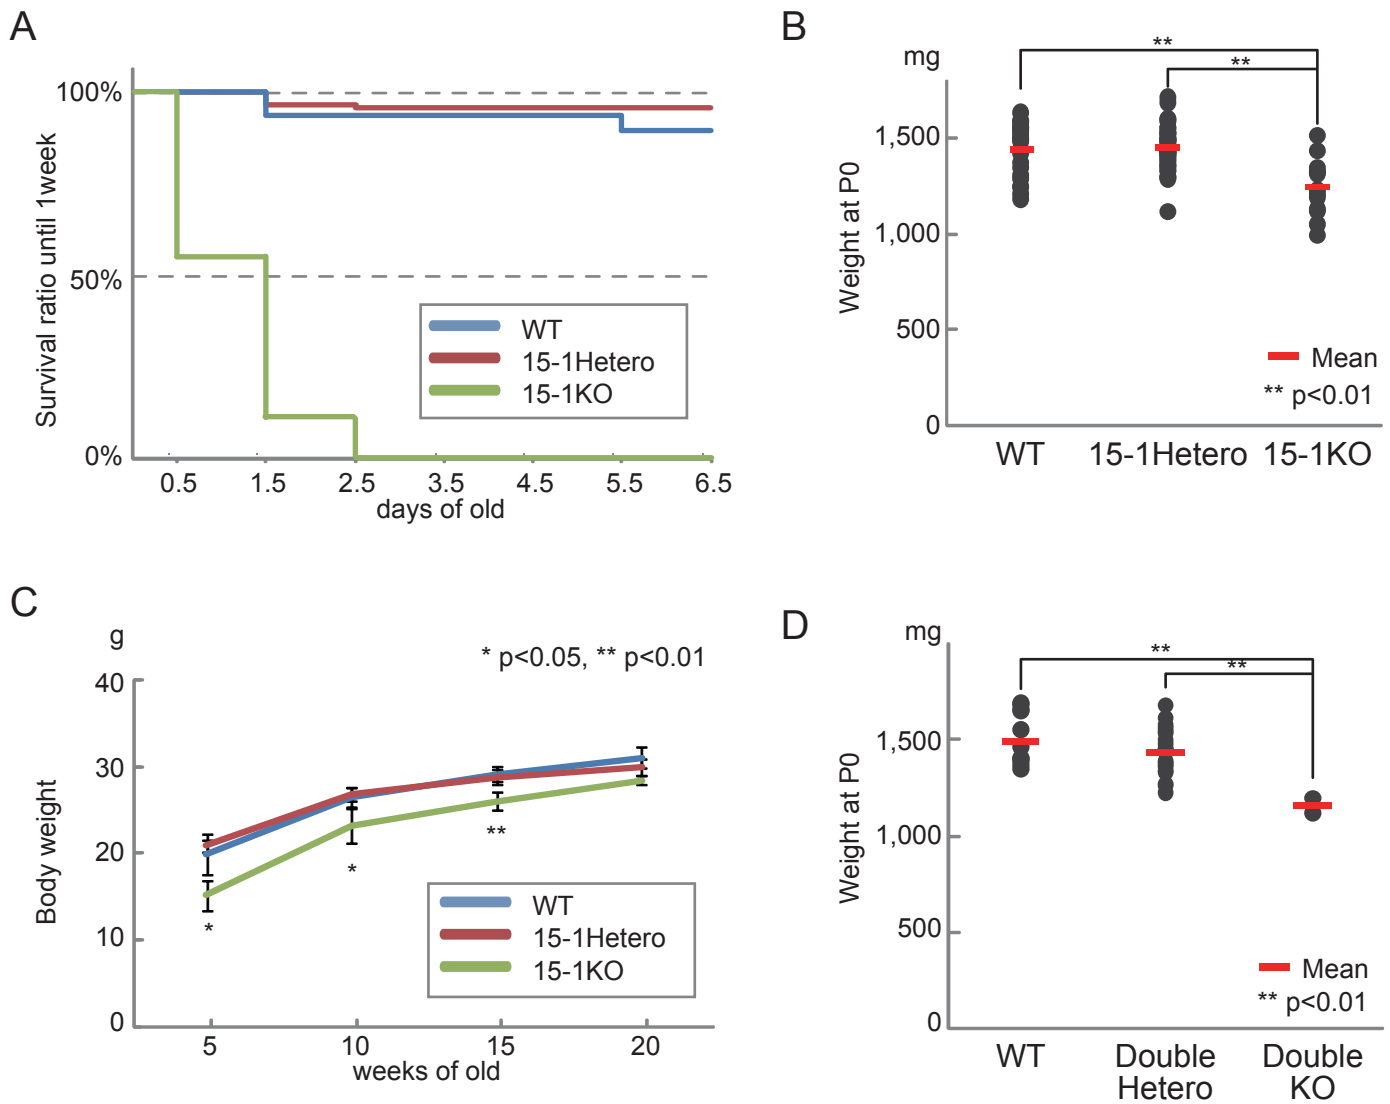 A
100%
50%
0%
Survival ratio until 1week
0.5 1.5 2.5 3.5 4.5 5.5 6.5
days of old
WT
15-1Hetero
15-1KO
B
mg
**
**
1,500
1,000
500
0
Weight at P0
Mean
** p<0.01
WT 15-1Hetero 15-1KO
C
g
* p<0.05, ** p<0.01
40
30
20
10
0
Body weight
*
*
**
WT
15-1Hetero
15-1KO
5 10 15 20
weeks of old
D
mg
**
**
1,500
1,000
500
0
Weight at P0
Mean
** p<0.01
WT Double Double
Hetero KO